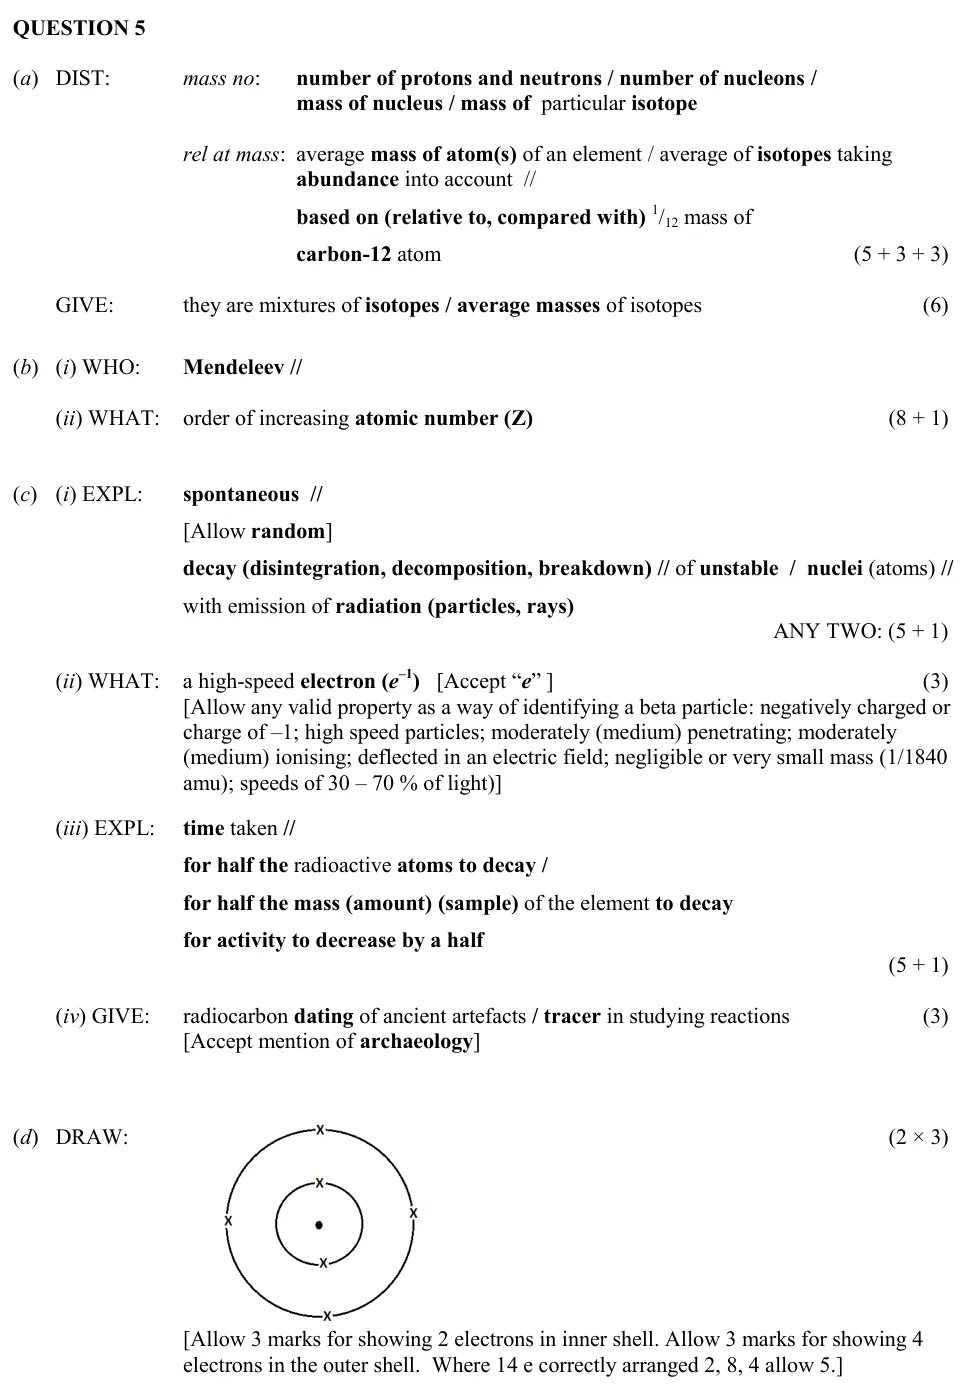 QUESTION 5
(a) DIST: mass no: number of protons and neutrons / number of nucleons /
mass of nucleus / mass of particular isotope
rel at mass: average mass of atom(s) of an element / average of isotopes taking
abundance into account //
based on (relative to, compared with) 1/12 mass of
carbon-12 atom (5 + 3 + 3)
GIVE: they are mixtures of isotopes / average masses of isotopes (6)
(b) (i) WHO: Mendeleev //
(ii) WHAT: order of increasing atomic number (Z) (8 + 1)
(c) (i) EXPL: spontaneous //
[Allow random]
decay (disintegration, decomposition, breakdown) // of unstable / nuclei (atoms) //
with emission of radiation (particles, rays)
ANY TWO: (5 + 1)
(ii) WHAT: a high-speed electron (e–1) [Accept “e” ] (3)
[Allow any valid property as a way of identifying a beta particle: negatively charged or
charge of –1; high speed particles; moderately (medium) penetrating; moderately
(medium) ionising; deflected in an electric field; negligible or very small mass (1/1840
amu); speeds of 30 – 70 % of light)]
(iii) EXPL: time taken //
for half the radioactive atoms to decay /
for half the mass (amount) (sample) of the element to decay
for activity to decrease by a half
(5 + 1)
(iv) GIVE: radiocarbon dating of ancient artefacts / tracer in studying reactions (3)
[Accept mention of archaeology]
(d) DRAW: (2 × 3)
x
x
x
x
x
x
[Allow 3 marks for showing 2 electrons in inner shell. Allow 3 marks for showing 4
electrons in the outer shell. Where 14 e correctly arranged 2, 8, 4 allow 5.]